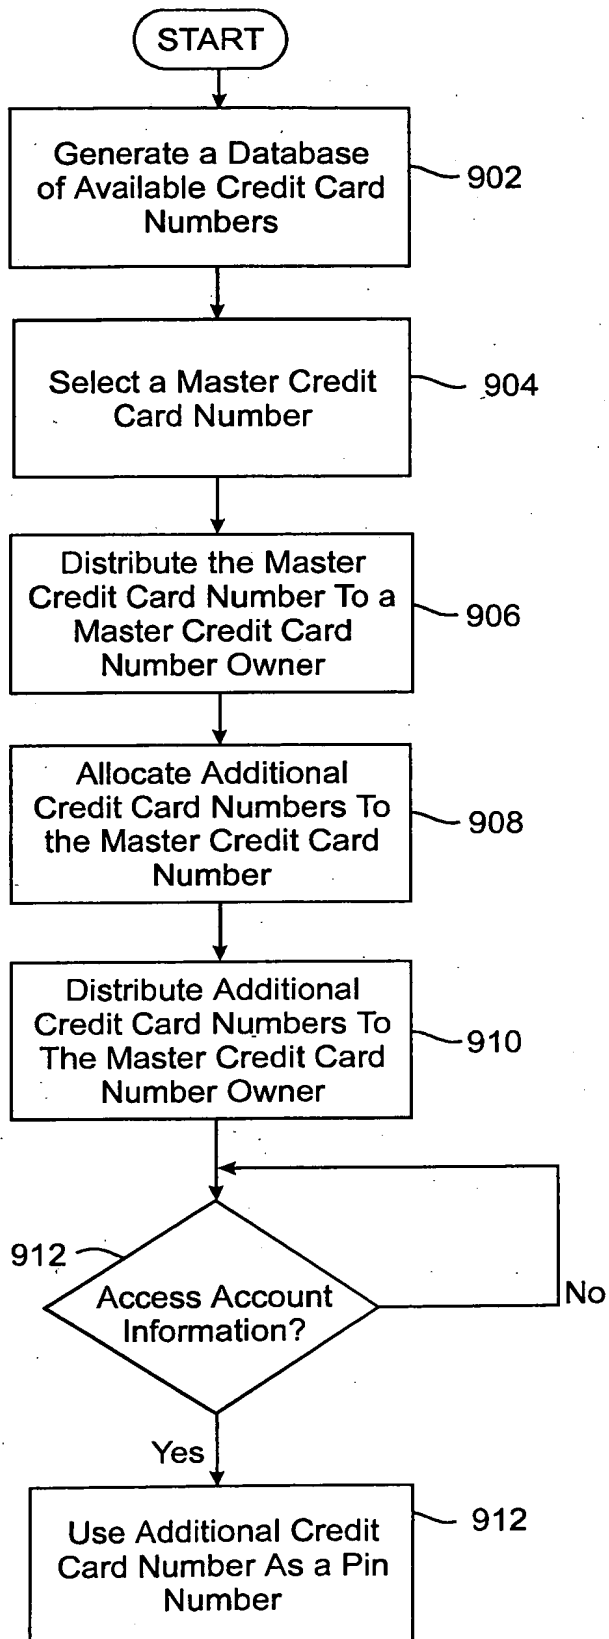 START
Generate a Database
of Available Credit Card
Numbers
902
Select a Master Credit
Card Number
904
Distribute the Master
Credit Card Number To a
Master Credit Card
Number Owner
906
Allocate Additional
Credit Card Numbers To
the Master Credit Card
Number
908
Distribute Additional
Credit Card Numbers To
The Master Credit Card
Number Owner
910
912
Access Account
Information?
No
Yes
Use Additional Credit
Card Number As a Pin
Number
912